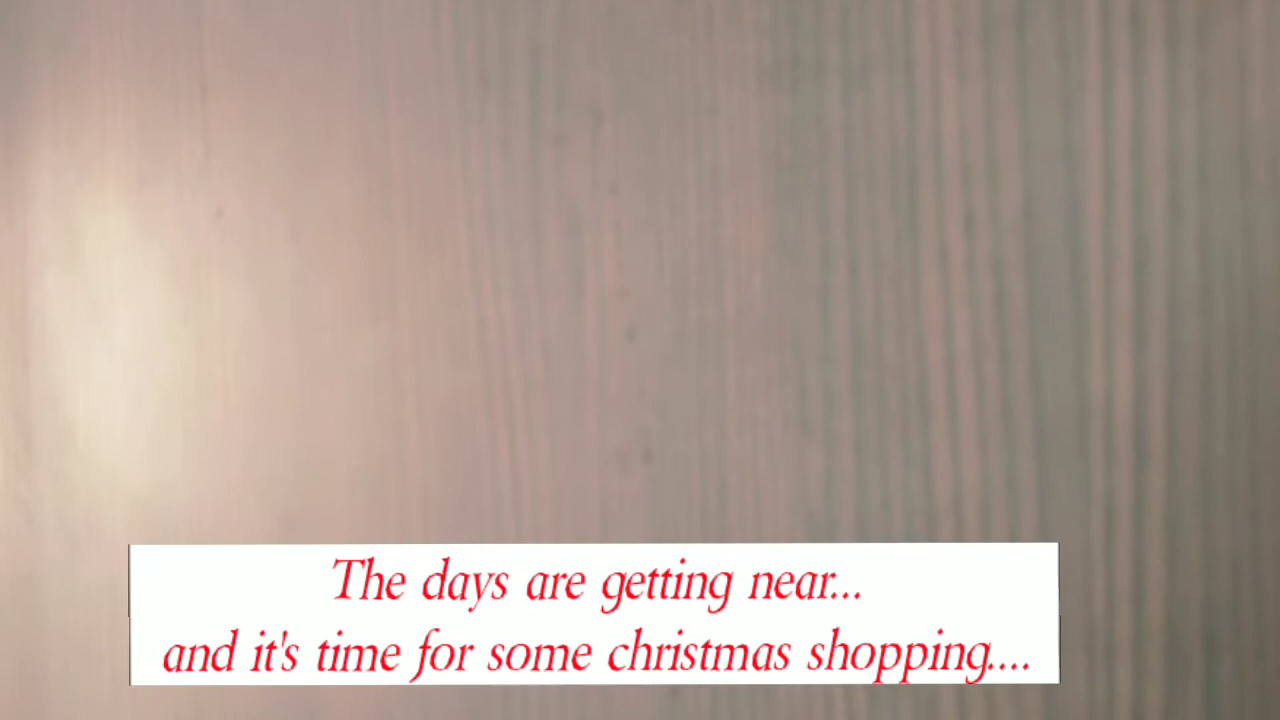 The days are getting near...
and it's time for some christmas shopping....